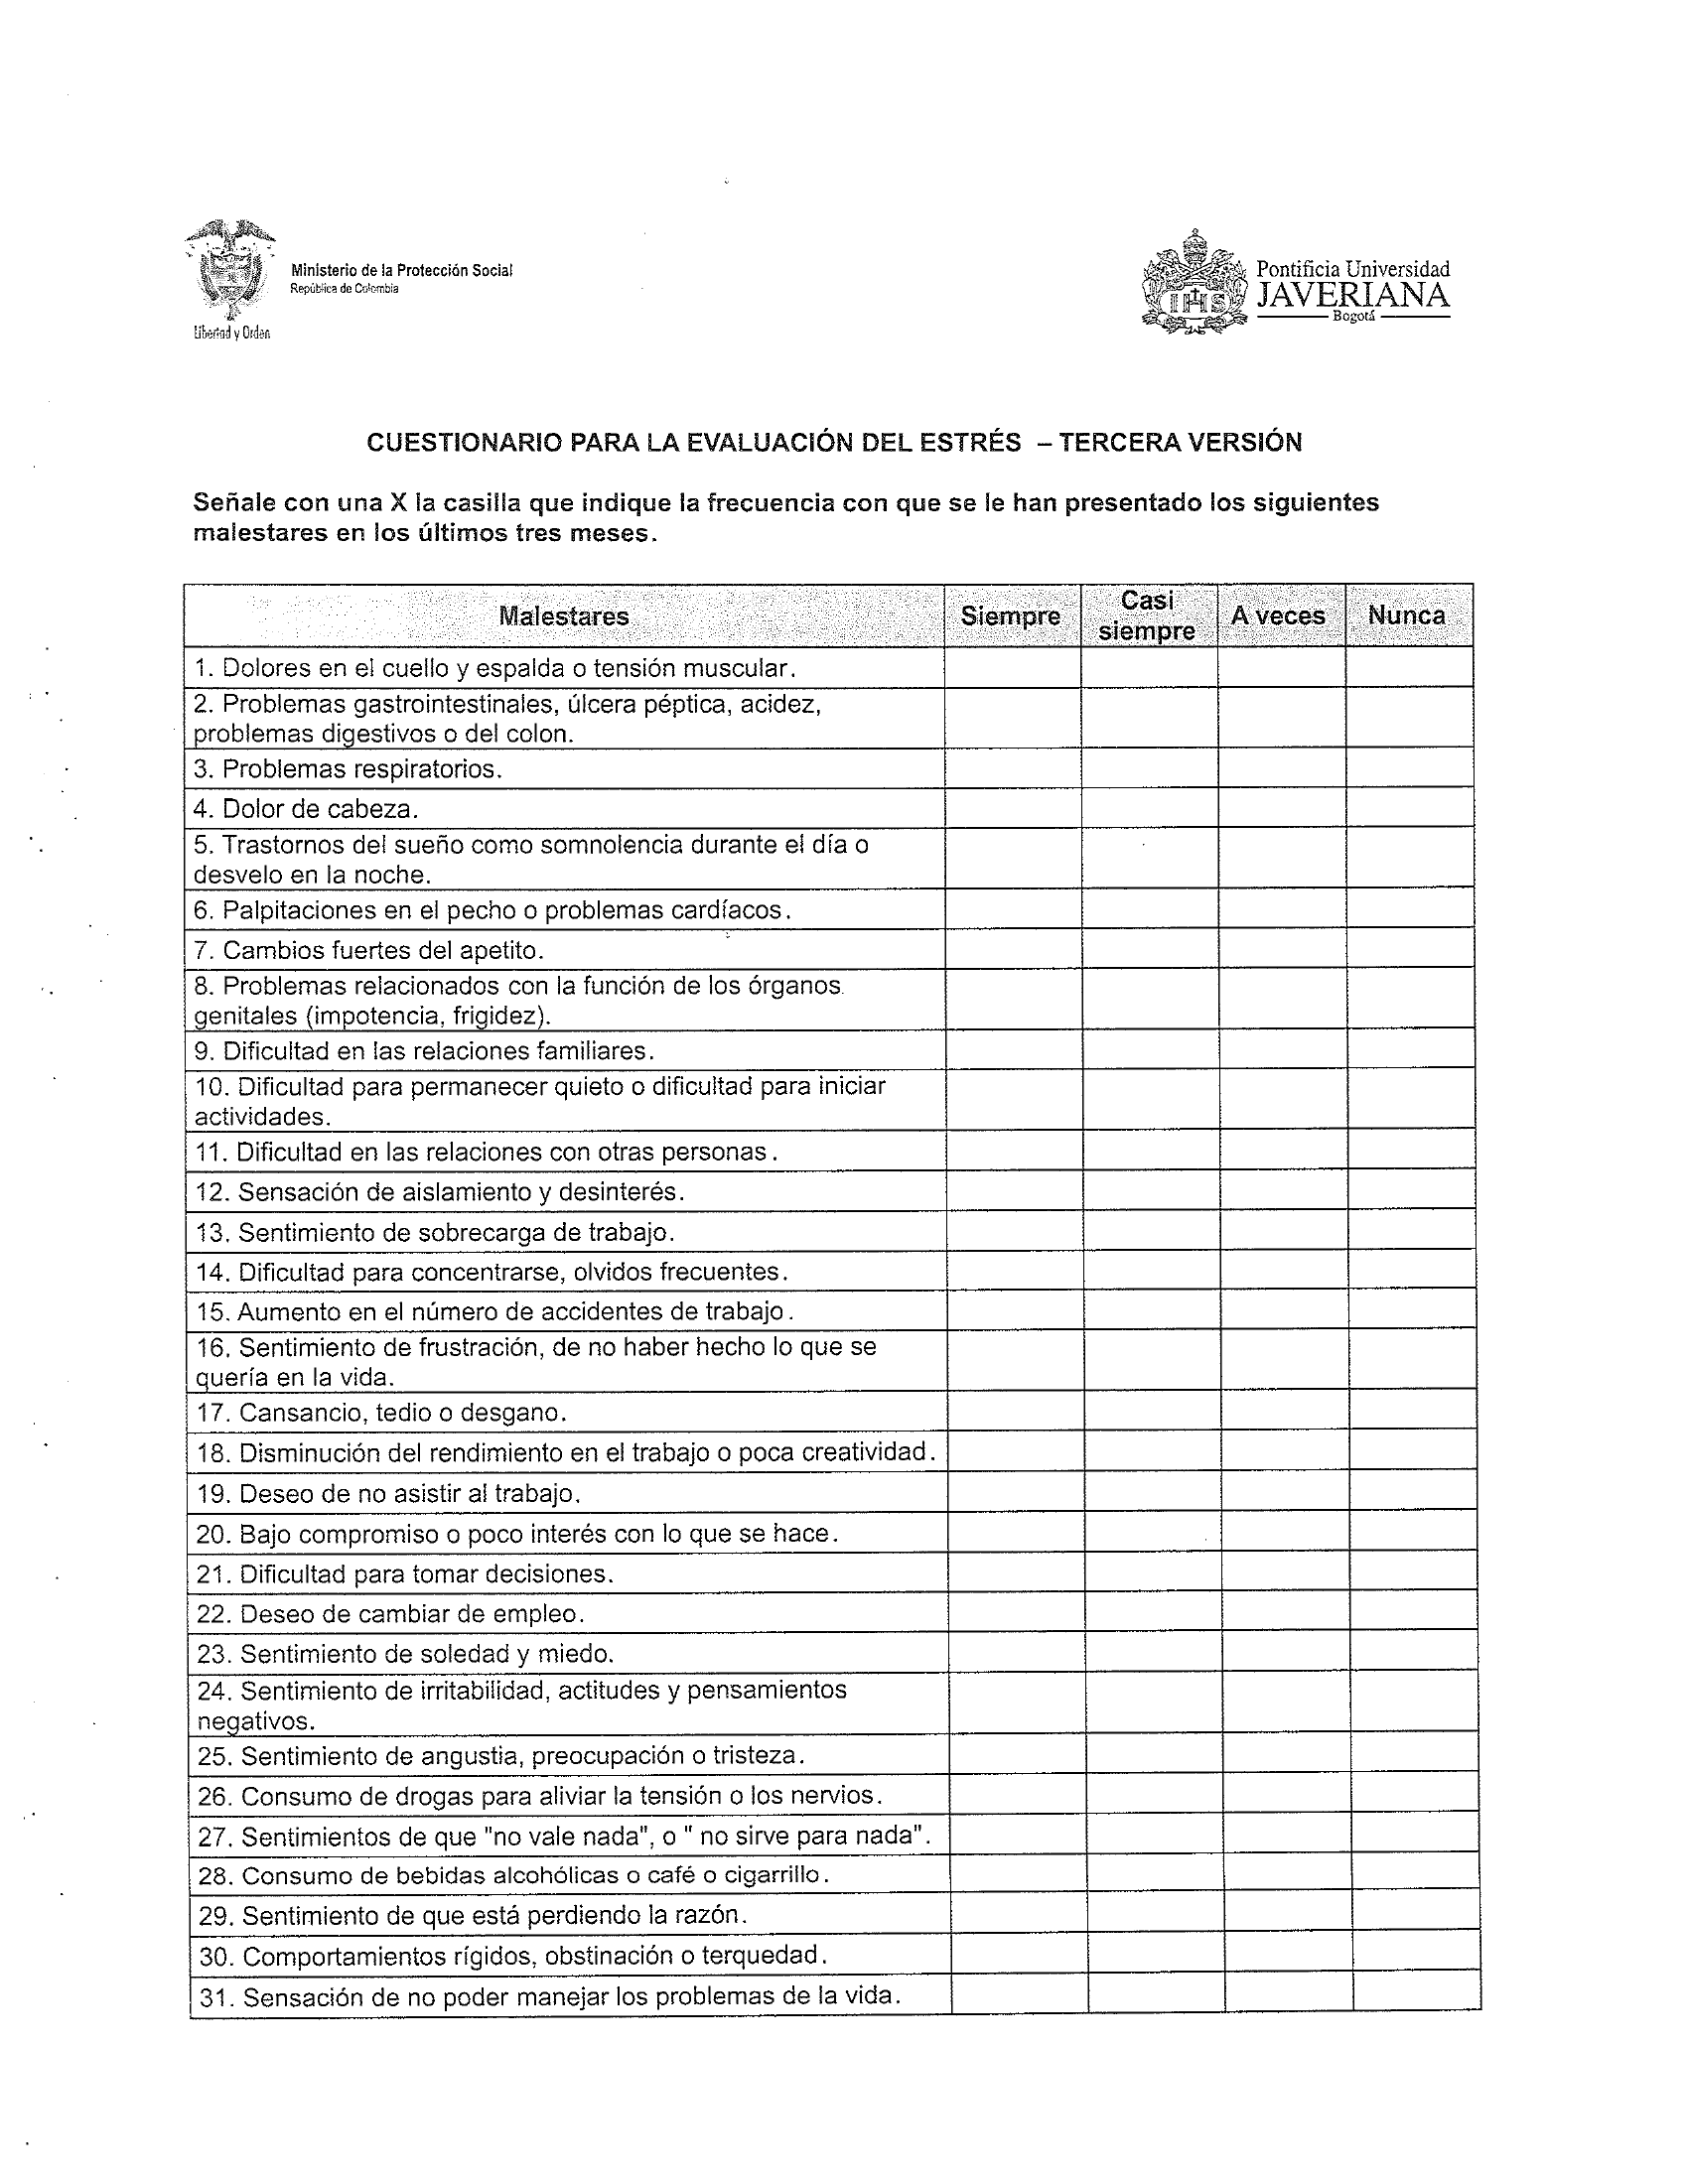 Ministerio de la Protección Social
República de Colombia
Libertad y Orden
Pontificia Universidad
JAVERIANA
Bogotá
IHS
CUESTIONARIO PARA LA EVALUACIÓN DEL ESTRÉS – TERCERA VERSIÓN
Señale con una X la casilla que indique la frecuencia con que se le han presentado los siguientes
malestares en los últimos tres meses.
Malestares Siempre Casi siempre A veces Nunca
1. Dolores en el cuello y espalda o tensión muscular.
2. Problemas gastrointestinales, úlcera péptica, acidez,
problemas digestivos o del colon.
3. Problemas respiratorios.
4. Dolor de cabeza.
5. Trastornos del sueño como somnolencia durante el día o
desvelo en la noche.
6. Palpitaciones en el pecho o problemas cardíacos.
7. Cambios fuertes del apetito.
8. Problemas relacionados con la función de los órganos
genitales (impotencia, frigidez).
9. Dificultad en las relaciones familiares.
10. Dificultad para permanecer quieto o dificultad para iniciar
actividades.
11. Dificultad en las relaciones con otras personas.
12. Sensación de aislamiento y desinterés.
13. Sentimiento de sobrecarga de trabajo.
14. Dificultad para concentrarse, olvidos frecuentes.
15. Aumento en el número de accidentes de trabajo.
16. Sentimiento de frustración, de no haber hecho lo que se
quería en la vida.
17. Cansancio, tedio o desgano.
18. Disminución del rendimiento en el trabajo o poca creatividad.
19. Deseo de no asistir al trabajo.
20. Bajo compromiso o poco interés con lo que se hace.
21. Dificultad para tomar decisiones.
22. Deseo de cambiar de empleo.
23. Sentimiento de soledad y miedo.
24. Sentimiento de irritabilidad, actitudes y pensamientos
negativos.
25. Sentimiento de angustia, preocupación o tristeza.
26. Consumo de drogas para aliviar la tensión o los nervios.
27. Sentimientos de que "no vale nada", o " no sirve para nada".
28. Consumo de bebidas alcohólicas o café o cigarrillo.
29. Sentimiento de que está perdiendo la razón.
30. Comportamientos rígidos, obstinación o terquedad.
31. Sensación de no poder manejar los problemas de la vida.